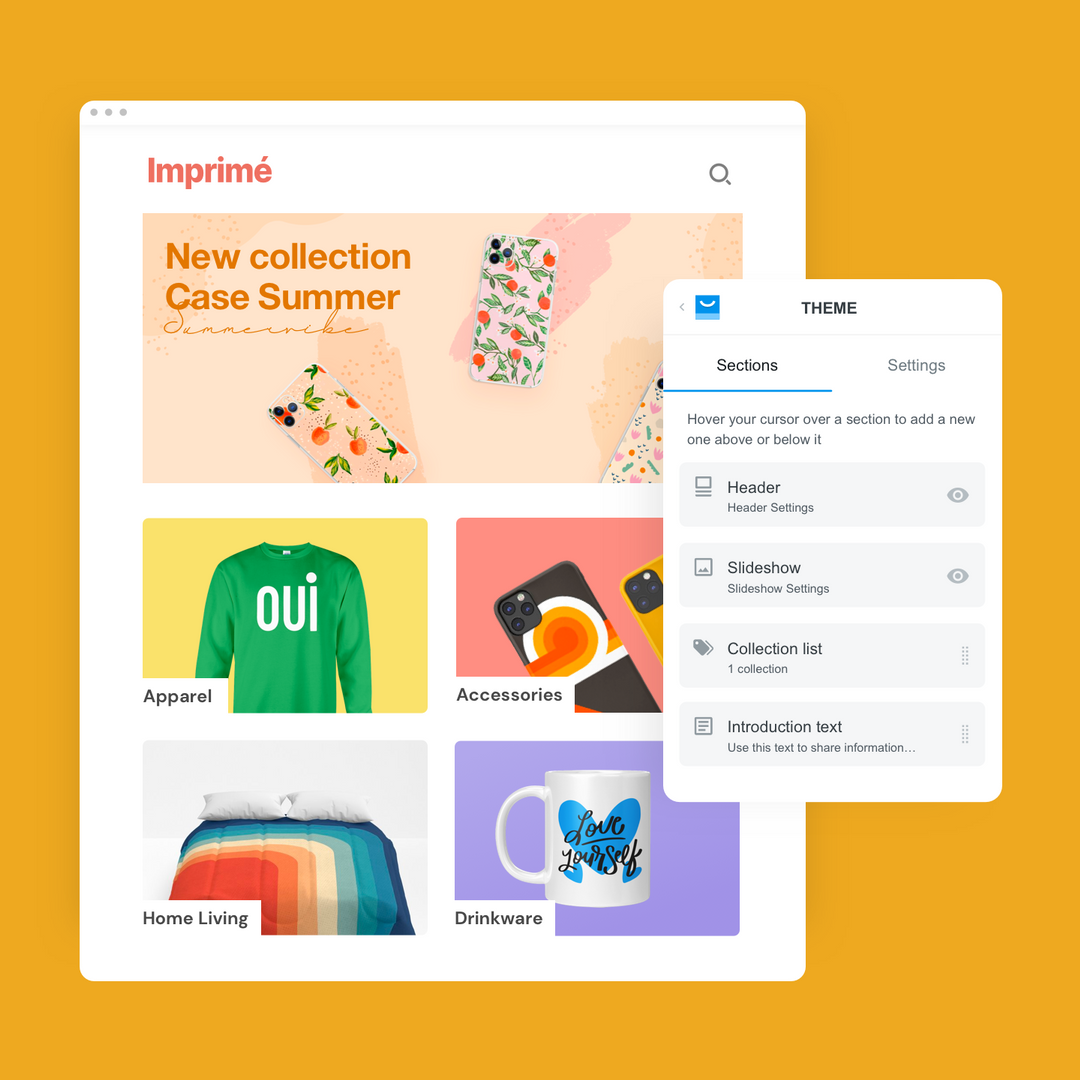 Imprimé
New collection
Case Summer
Summervibe
oui
Apparel
Accessories
Home Living
Love
yourself
Drinkware
THEME
Sections
Settings
Hover your cursor over a section to add a new
one above or below it
Header
Header Settings
Slideshow
Slideshow Settings
Collection list
1 collection
Introduction text
Use this text to share information…